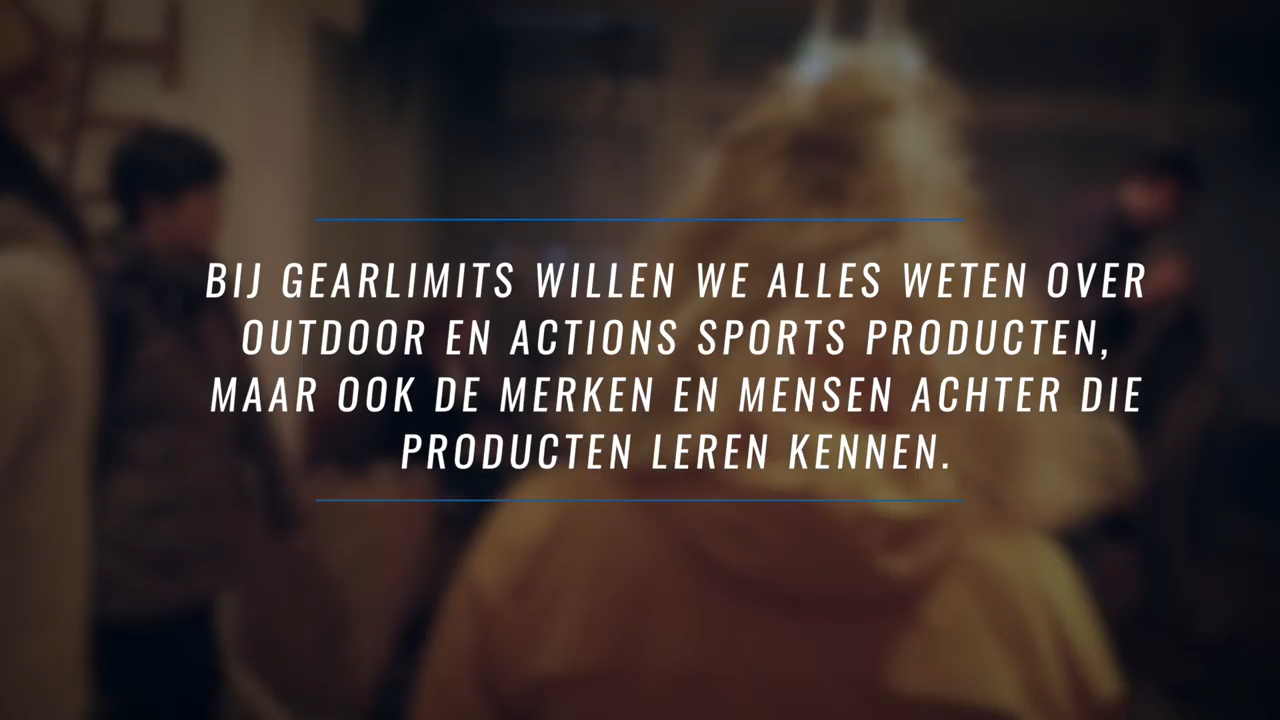 BIJ GEARLIMITS WILLEN WE ALLES WETEN OVER
OUTDOOR EN ACTIONS SPORTS PRODUCTEN,
MAAR OOK DE MERKEN EN MENSEN ACHTER DIE
PRODUCTEN LEREN KENNEN.